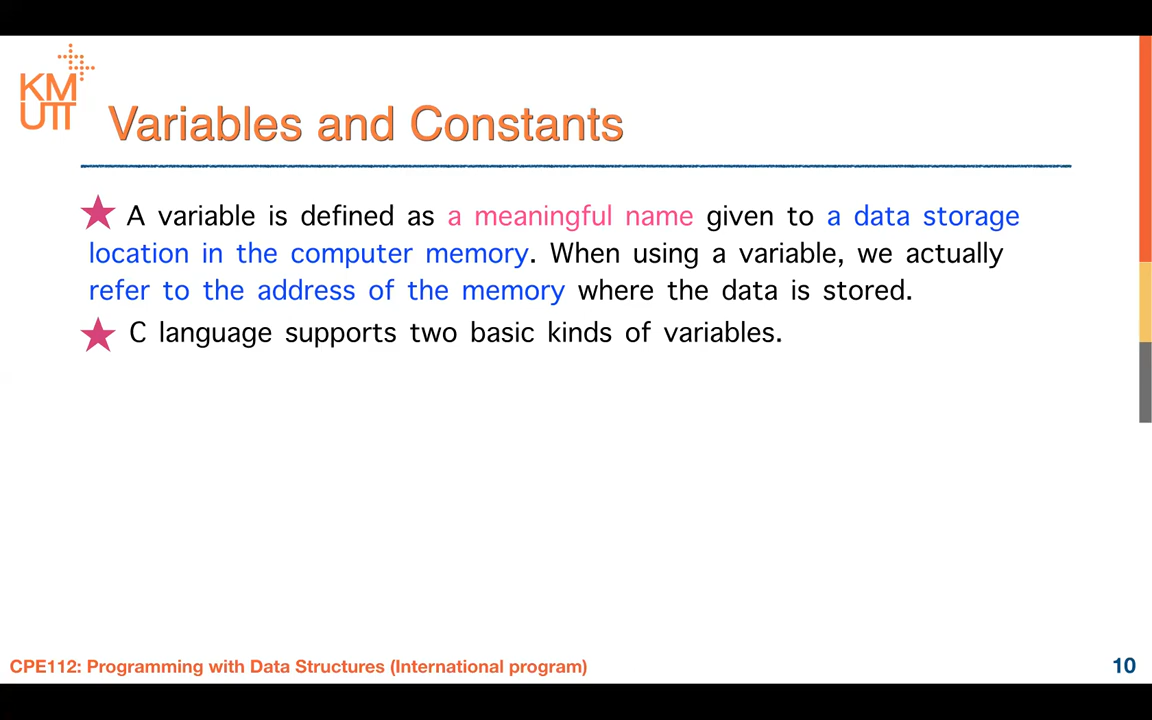 KM
UTT
Variables and Constants
A variable is defined as a meaningful name given to a data storage
location in the computer memory. When using a variable, we actually
refer to the address of the memory where the data is stored.
C language supports two basic kinds of variables.
CPE112: Programming with Data Structures (International program)
10